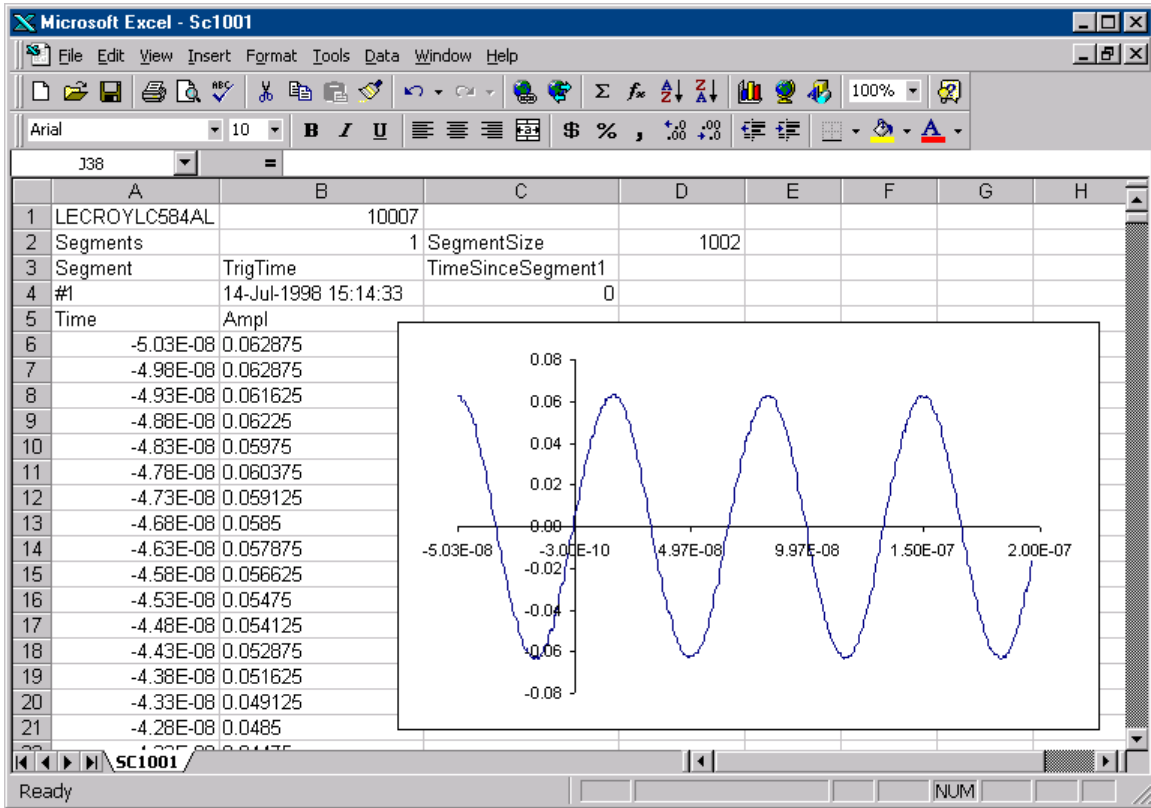 Microsoft Excel - Sc1001
File Edit View Insert Format Tools Data Window Help
100%
Arial 10 B I U $ % ,
J38 =
A B C D E F G H
1 LECROYLC584AL 10007
2 Segments 1 SegmentSize 1002
3 Segment TrigTime TimeSinceSegment1
4 #1 14-Jul-1998 15:14:33 0
5 Time Ampl
6 -5.03E-08 0.062875
7 -4.98E-08 0.062875
8 -4.93E-08 0.061625
9 -4.88E-08 0.06225
10 -4.83E-08 0.05975
11 -4.78E-08 0.060375
12 -4.73E-08 0.059125
13 -4.68E-08 0.0585
14 -4.63E-08 0.057875
15 -4.58E-08 0.056625
16 -4.53E-08 0.05475
17 -4.48E-08 0.054125
18 -4.43E-08 0.052875
19 -4.38E-08 0.051625
20 -4.33E-08 0.049125
21 -4.28E-08 0.0485
0.08
0.06
0.04
0.02
0.00
-5.03E-08 -3.00E-10 4.97E-08 9.97E-08 1.50E-07 2.00E-07
-0.02
-0.04
-0.06
-0.08
SC1001
Ready NUM